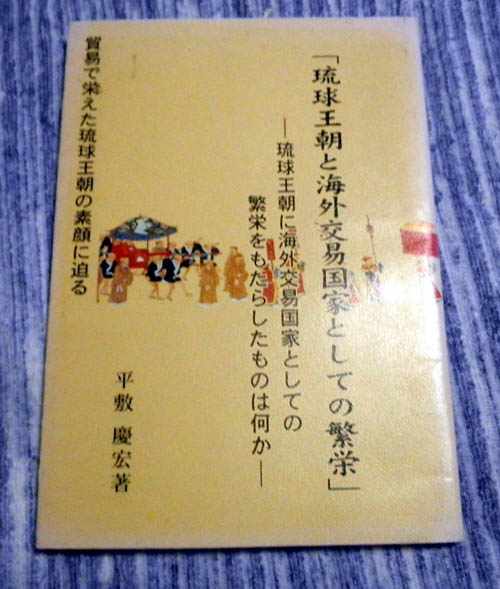 「琉球王朝と海外交易国家としての繁栄」
―琉球王朝に海外交易国家としての
繁栄をもたらしたものは何か―
貿易で栄えた琉球王朝の素顔に迫る
平敷 慶宏著